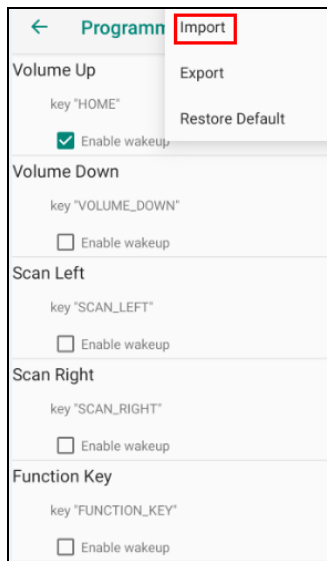 Programm
Import
Export
Restore Default
Volume Up
key "HOME"
Enable wakeup
Volume Down
key "VOLUME_DOWN"
Enable wakeup
Scan Left
key "SCAN_LEFT"
Enable wakeup
Scan Right
key "SCAN_RIGHT"
Enable wakeup
Function Key
key "FUNCTION_KEY"
Enable wakeup